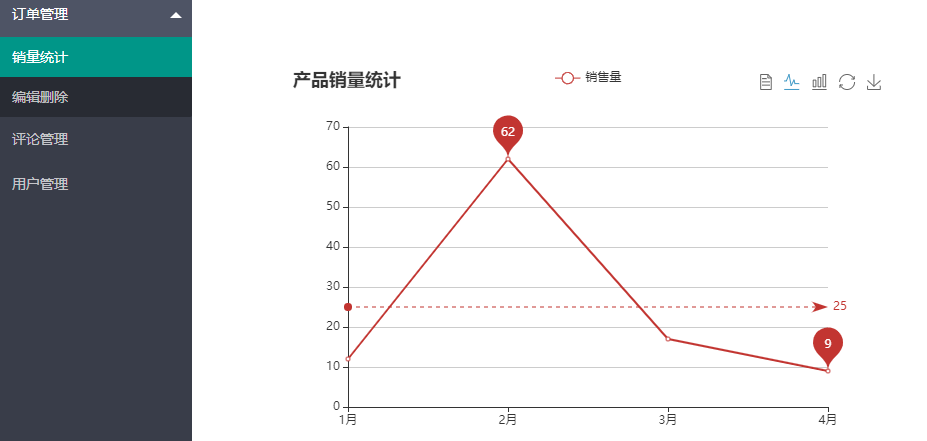 订单管理
销量统计
编辑删除
评论管理
用户管理
产品销量统计
销售量
70
60
50
40
30
20
10
0
62
25
9
1月
2月
3月
4月